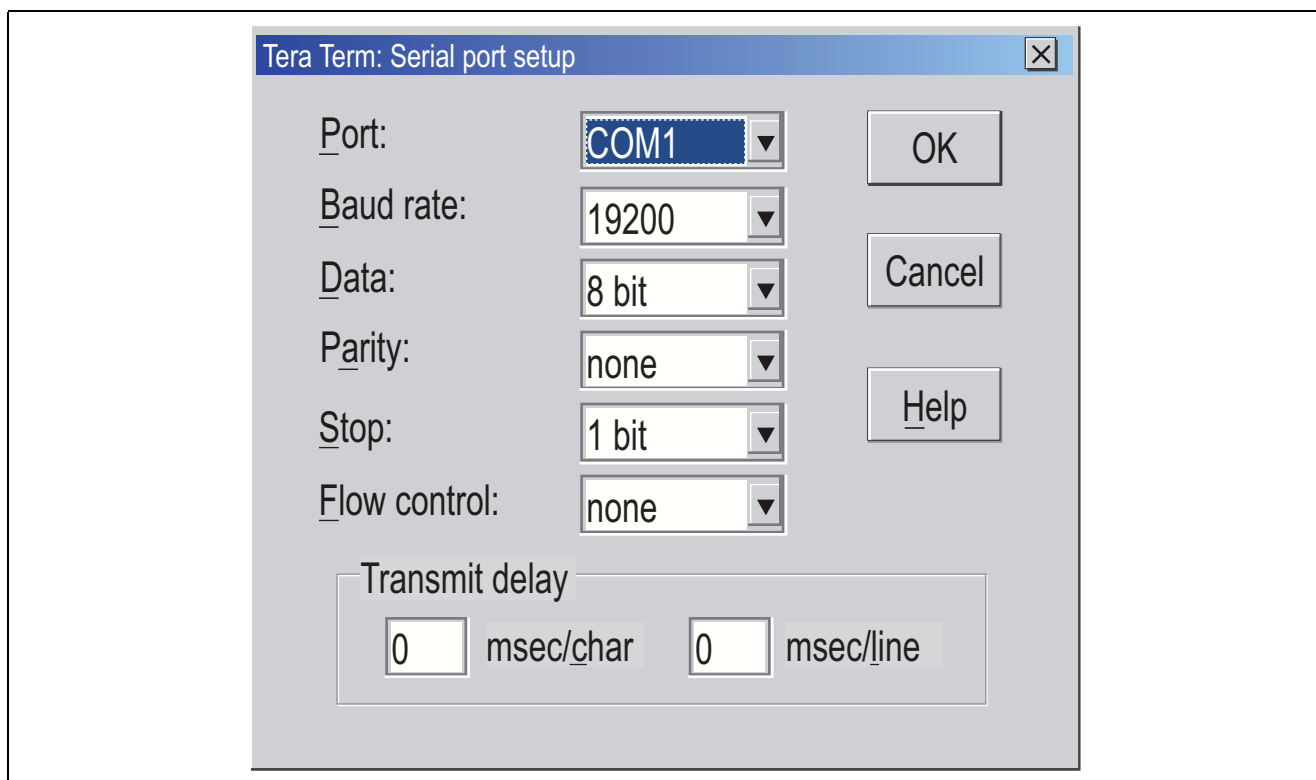 Tera Term: Serial port setup
Port: COM1 OK
Baud rate: 19200
Data: 8 bit Cancel
Parity: none
Stop: 1 bit Help
Flow control: none
Transmit delay
0 msec/char 0 msec/line